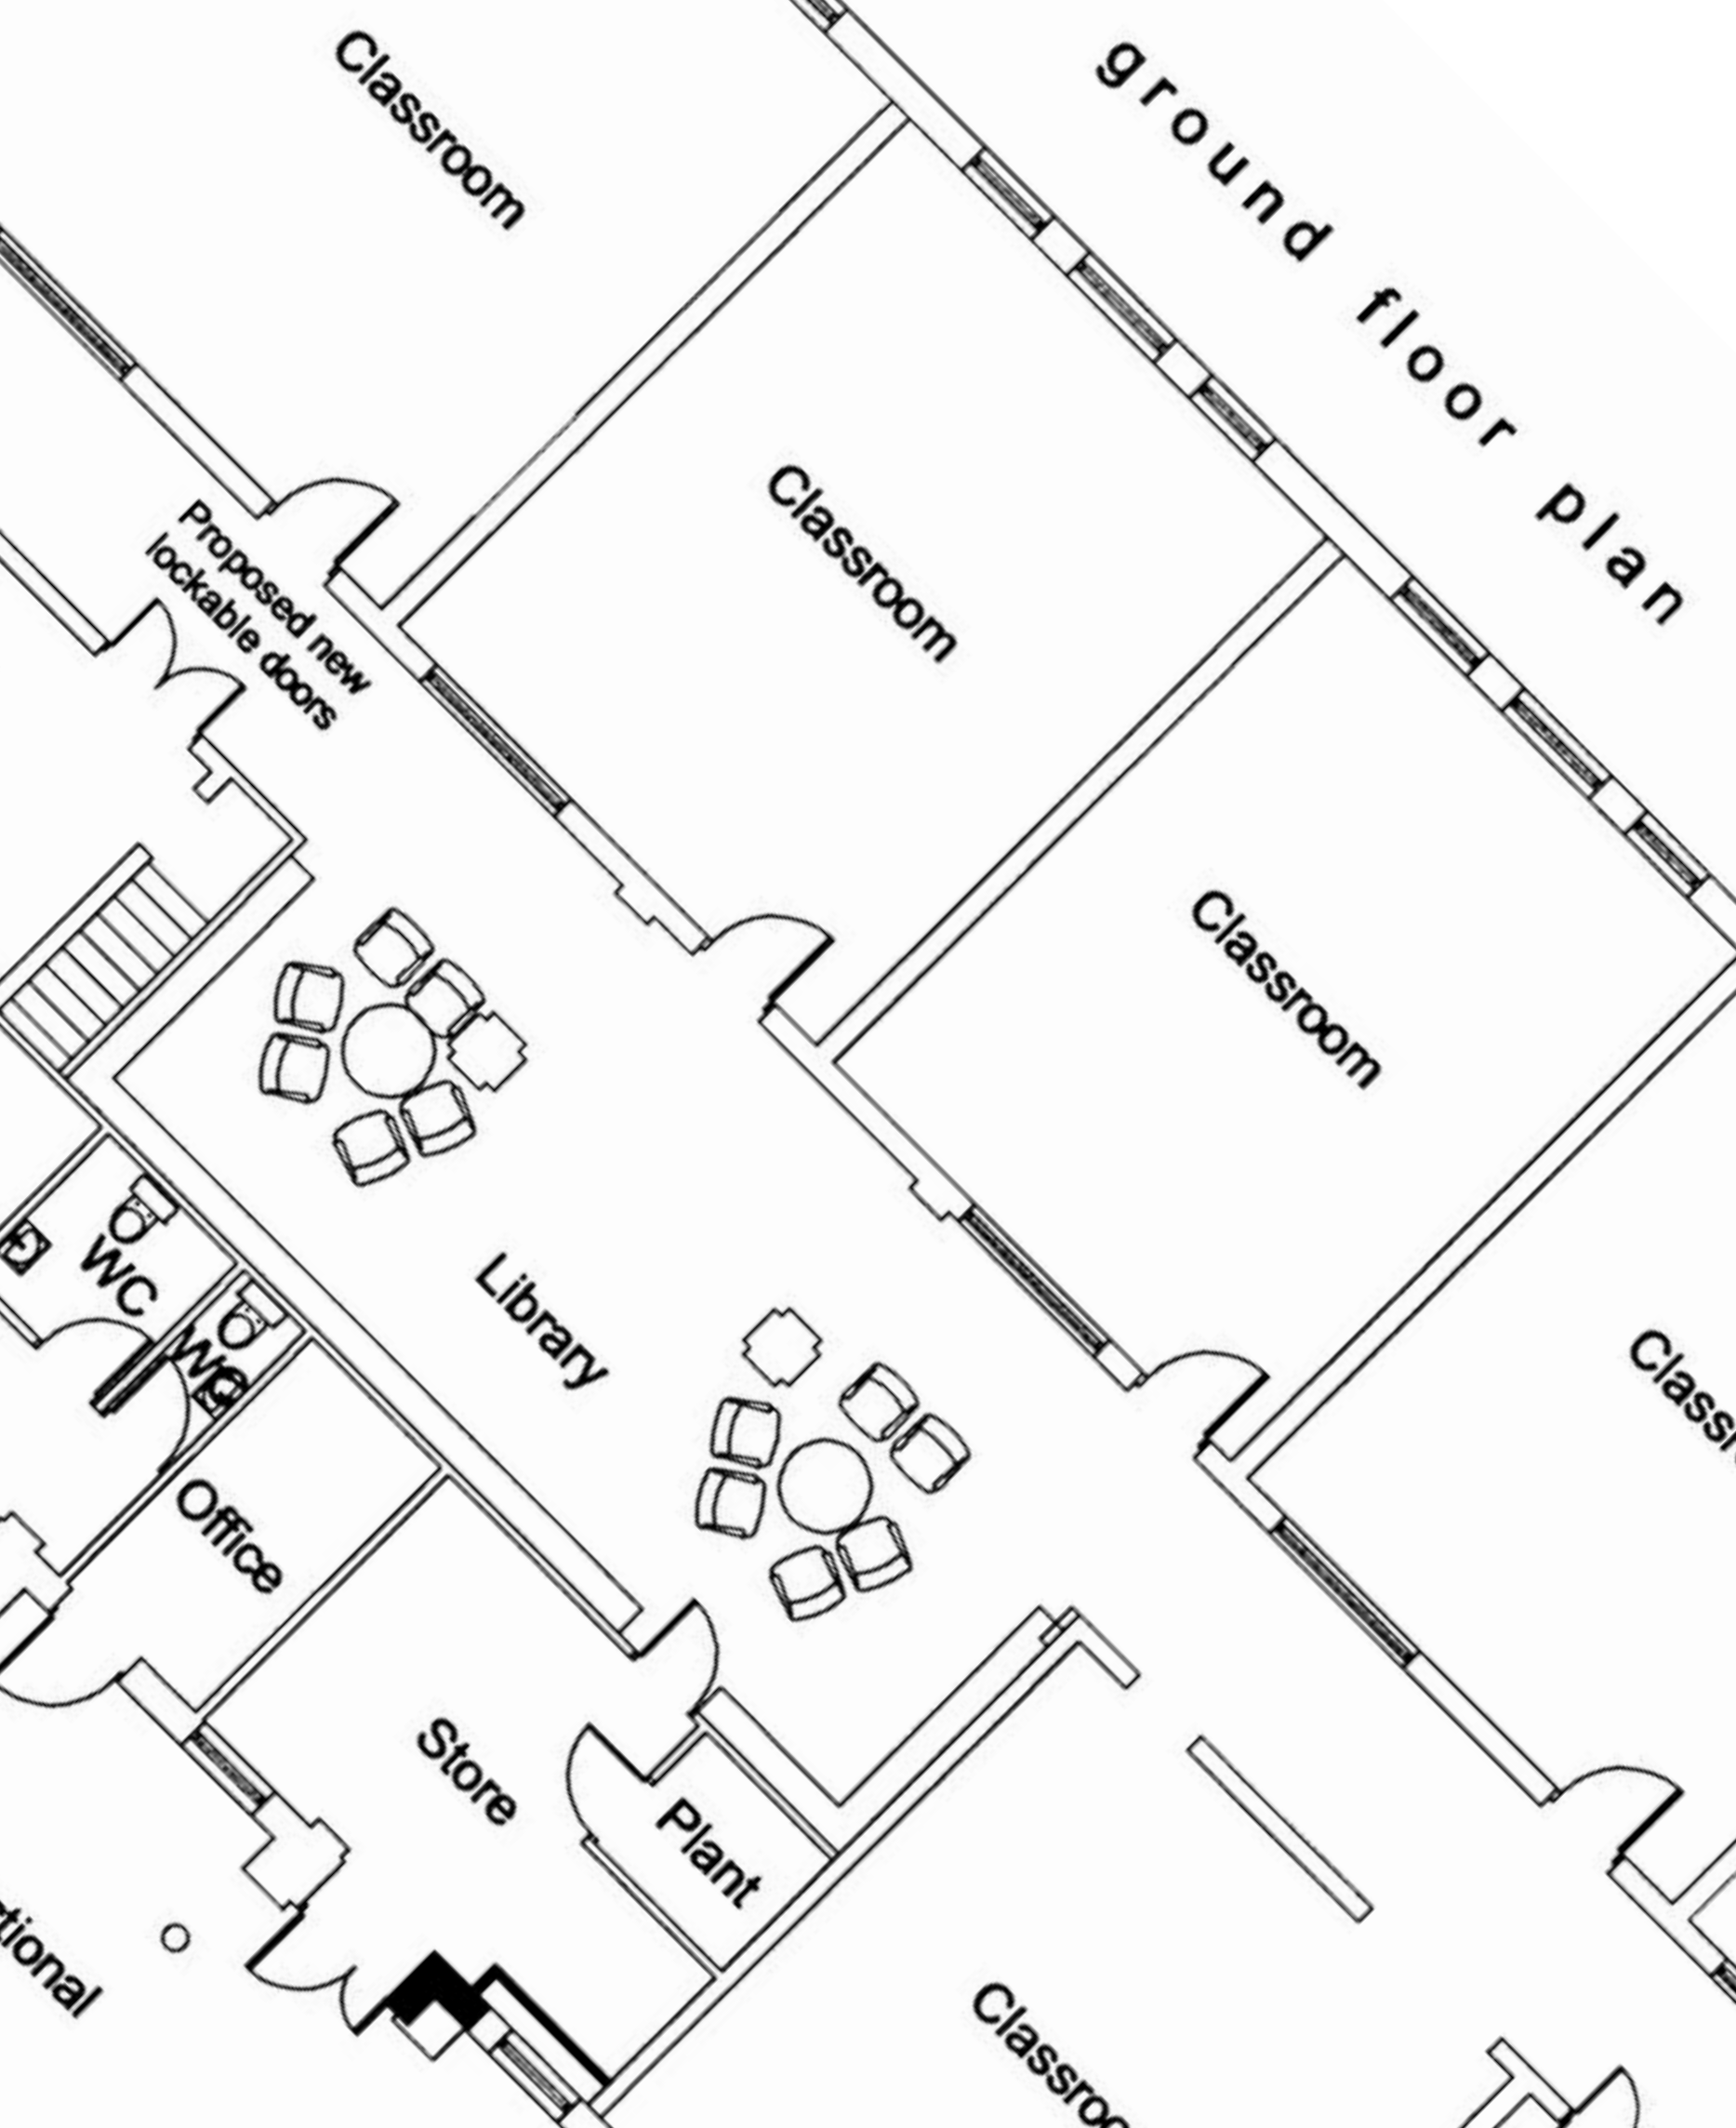 ground floor plan
Classroom
Classroom
Classroom
Proposed new
lockable doors
Library
WC
WC
Office
Store
Plant